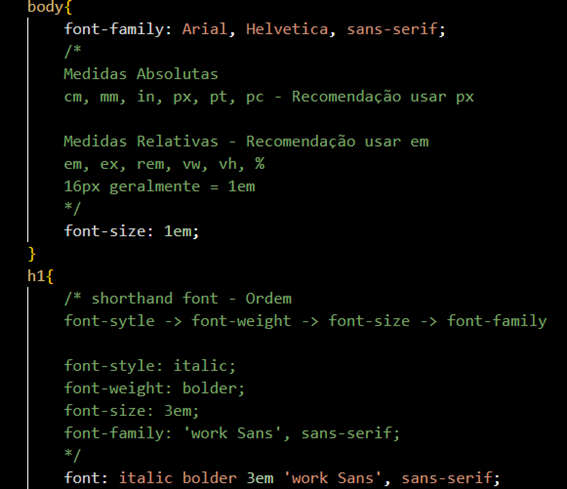 body{
font-family: Arial, Helvetica, sans-serif;
/*
Medidas Absolutas
cm, mm, in, px, pt, pc - Recomendação usar px
Medidas Relativas - Recomendação usar em
em, ex, rem, vw, vh, %
16px geralmente = 1em
*/
font-size: 1em;
}
h1{
/* shorthand font - Ordem
font-sytle -> font-weight -> font-size -> font-family
font-style: italic;
font-weight: bolder;
font-size: 3em;
font-family: 'work Sans', sans-serif;
*/
font: italic bolder 3em 'work Sans', sans-serif;